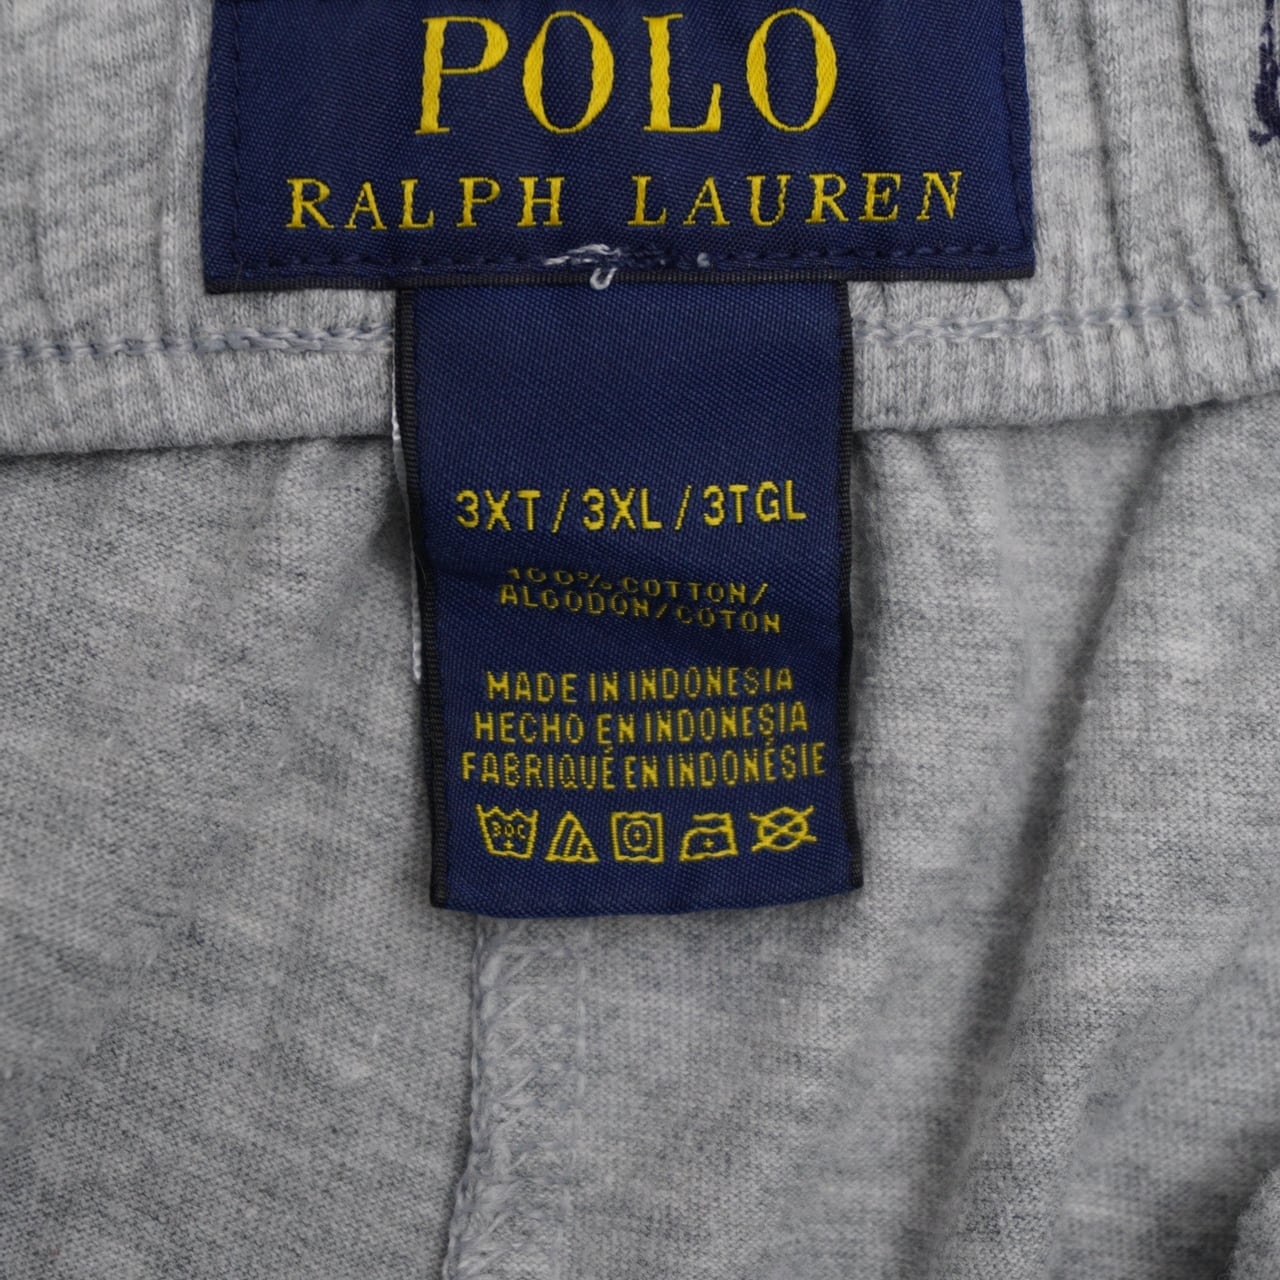 POLO
RALPH LAUREN
3XT / 3XL / 3TGL
100% COTTON/
ALGODÓN/COTON
MADE IN INDONESIA
HECHO EN INDONESIA
FABRIQUÉ EN INDONÉSIE
30C